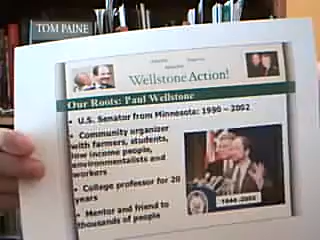 TOM PAINE
Wellstone Action!
Our Roots: Paul Wellstone
• U.S. Senator from Minnesota: 1990 - 2002
• Community organizer
with farmers, students,
low income people,
environmentalists and
workers
• College professor for 20
years
• Mentor and friend to
thousands of people
1944-2002